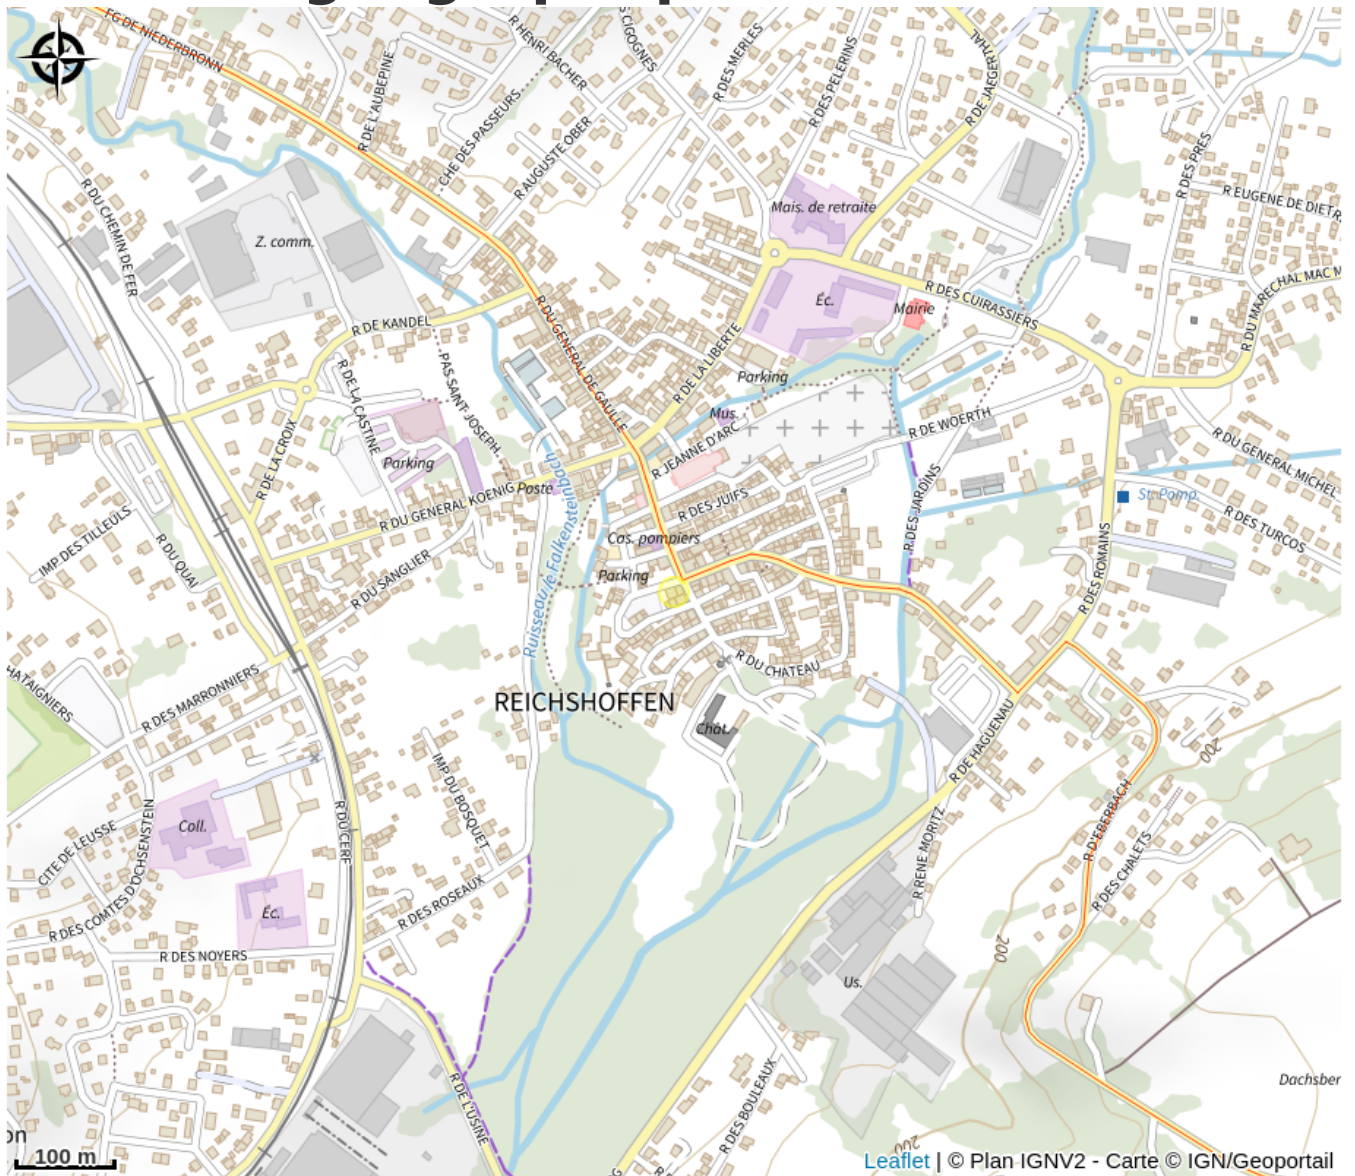 FG DE NIEDERBRONN
R HENRI BACHER
S CIGOGNES
R DES MERLES
R DES PELERINS
R DE JAEGERTHAL
R DE L'AUBEPINE
CHE DES PASSEURS
R AUGUSTE OBER
R DES PRES
R EUGENE DE DIETR
R DU CHEMIN DE FER
Z. comm.
Mais. de retraite
R DU MARECHAL MAC M
R DES CUIRASSIERS
Éc.
Mairie
R DE KANDEL
R DU GENERAL DE GAULLE
R DE LA LIBERTE
PAS SAINT JOSEPH
R DE LA CASTINE
Parking
Mus.
R JEANNE D'ARC
R DE WOERTH
R DE LA CROIX
Parking
R DU GENERAL MICHEL
Poste
R DU GENERAL KOENIG
R DES JUIFS
St. Pomp.
R DES TURCOS
IMP DES TILLEULS
R DU QUAI
Cas. pompiers
R DES JARDINS
Parking
R DU SANGLIER
Ruisseau le Falkensteinbach
R DES ROMAINS
R DU CHATEAU
HATAIGNIERS
R DES MARRONNIERS
REICHSHOFFEN
Chât.
R DE HAGUENAU
200
IMP DU BOSQUET
Coll.
R DU CERF
CITE DE LEUSSE
R DES COMTES D'OCHSENSTEIN
R D'EBERBACH
R DES CHALETS
R RENE MORITZ
Éc.
R DES ROSEAUX
R DES NOYERS
200
Us.
R DE L'USINE
R DES BOULEAUX
Dachsber
200
on
G
100 m
Leaflet | © Plan IGNV2 - Carte © IGN/Geoportail